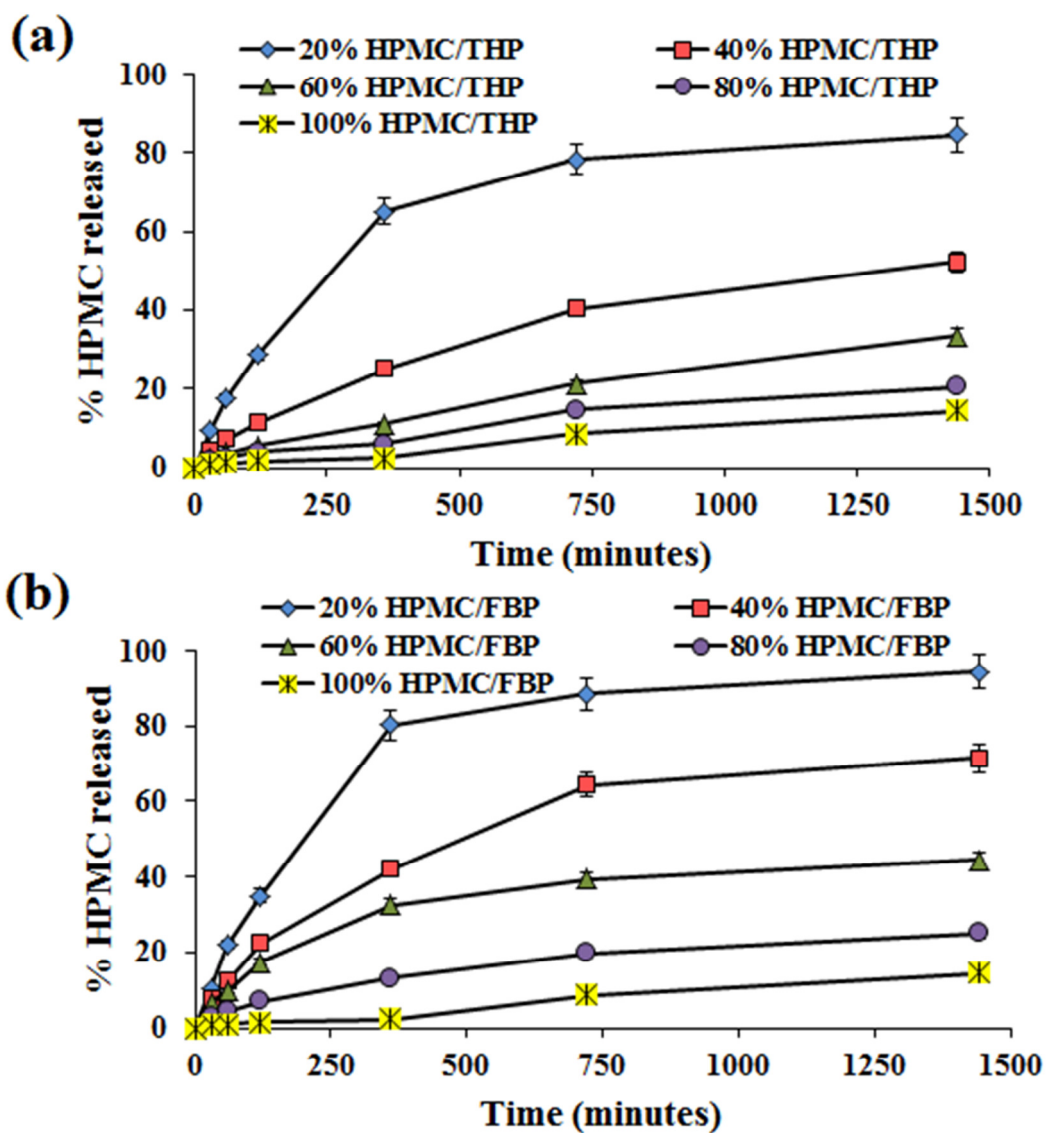 (a)
20% HPMC/THP 40% HPMC/THP
60% HPMC/THP 80% HPMC/THP
100% HPMC/THP
% HPMC released
100
80
60
40
20
0
0 250 500 750 1000 1250 1500
Time (minutes)
(b)
20% HPMC/FBP 40% HPMC/FBP
60% HPMC/FBP 80% HPMC/FBP
100% HPMC/FBP
% HPMC released
100
80
60
40
20
0
0 250 500 750 1000 1250 1500
Time (minutes)